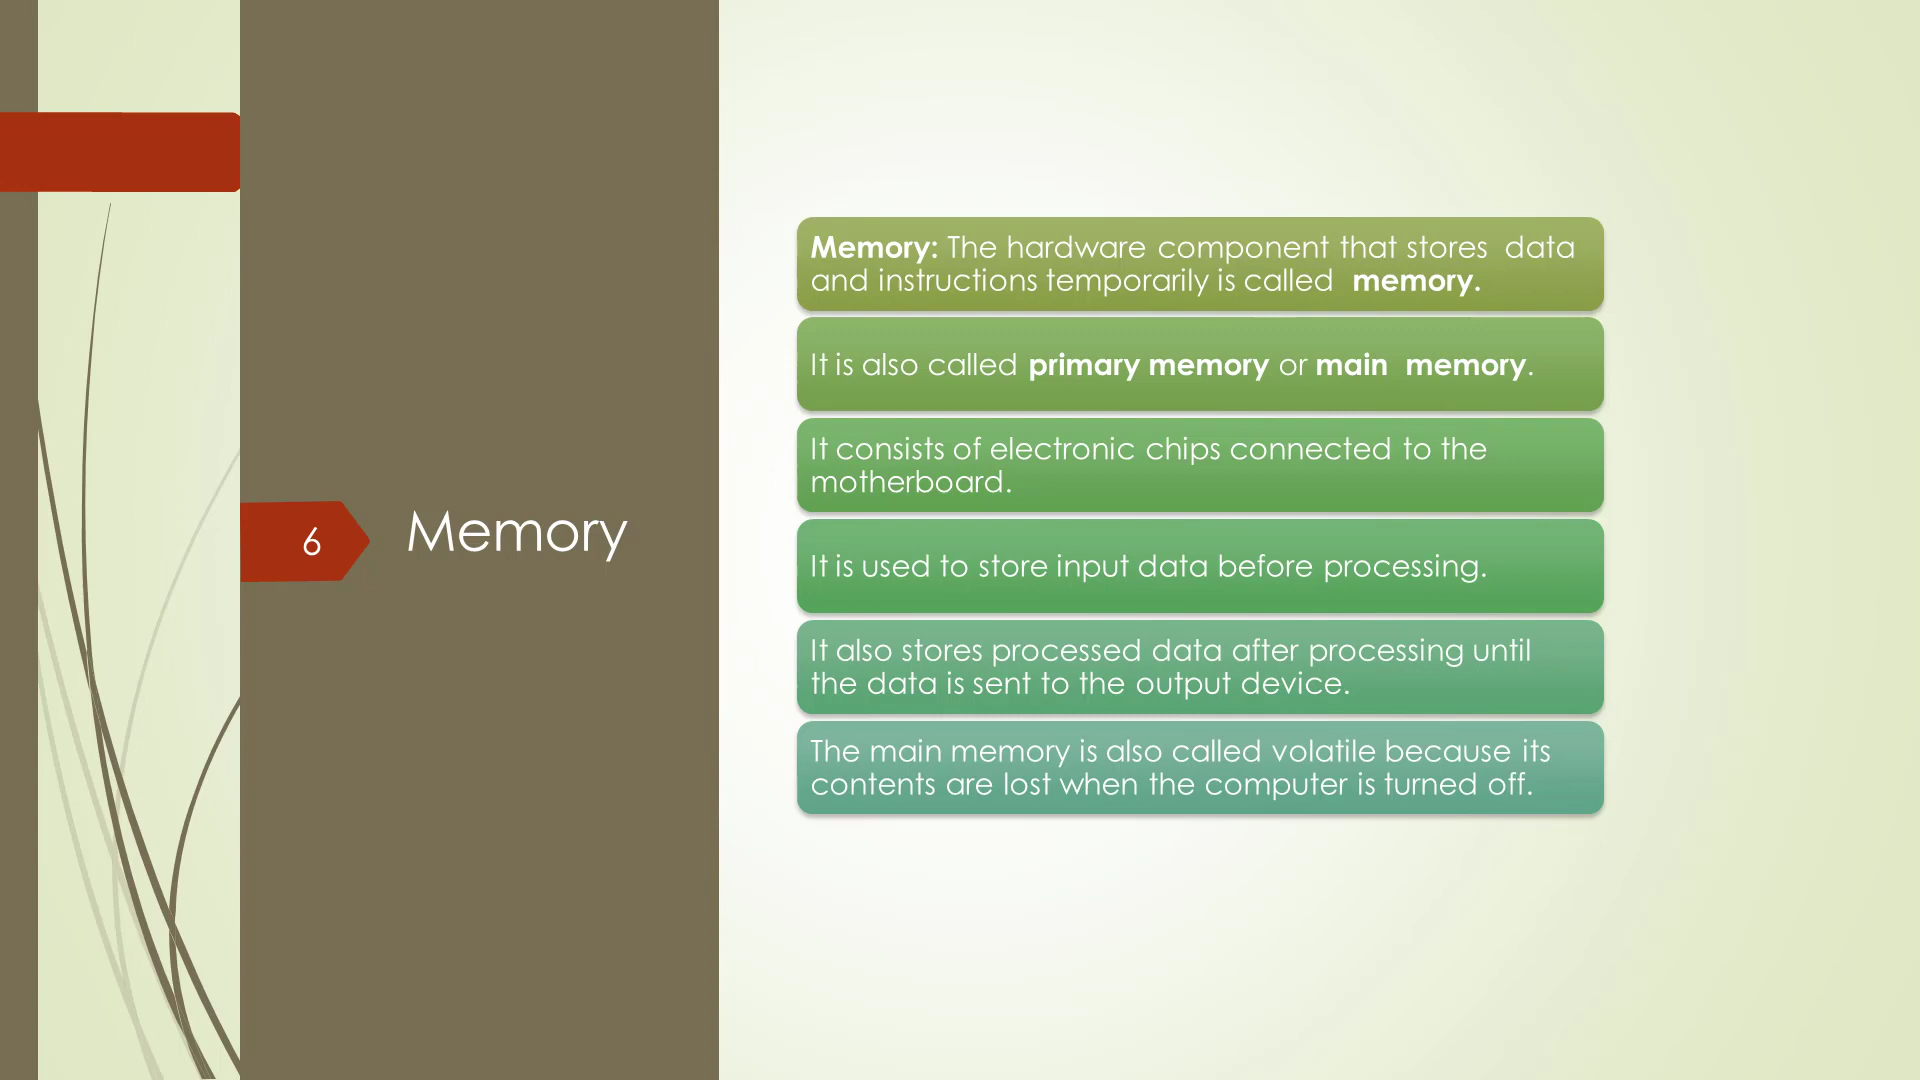 6
Memory
Memory: The hardware component that stores data
and instructions temporarily is called memory.
It is also called primary memory or main memory.
It consists of electronic chips connected to the
motherboard.
It is used to store input data before processing.
It also stores processed data after processing until
the data is sent to the output device.
The main memory is also called volatile because its
contents are lost when the computer is turned off.